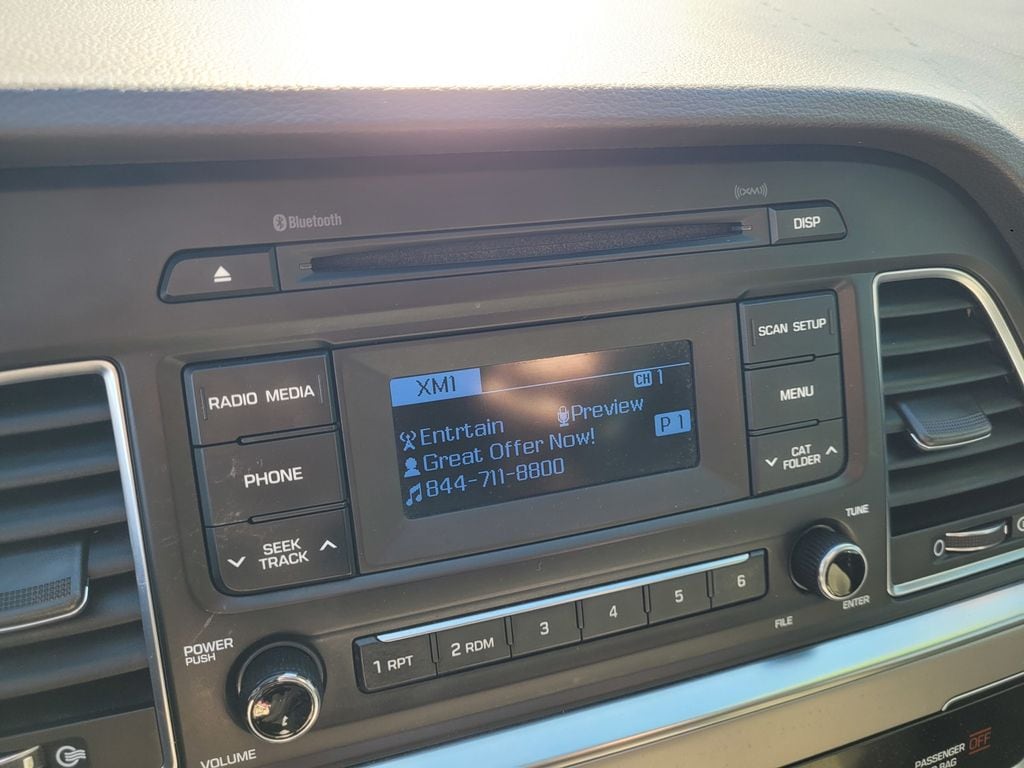 ((XM))
Bluetooth
DISP
SCAN SETUP
RADIO MEDIA
XM1
CH 1
MENU
Entrtain
Preview
Great Offer Now!
P 1
844-711-8800
PHONE
CAT
FOLDER
SEEK
TRACK
TUNE
1 RPT
2 RDM
3
4
5
6
ENTER
FILE
POWER
PUSH
VOLUME
0
PASSENGER
OFF
BAG